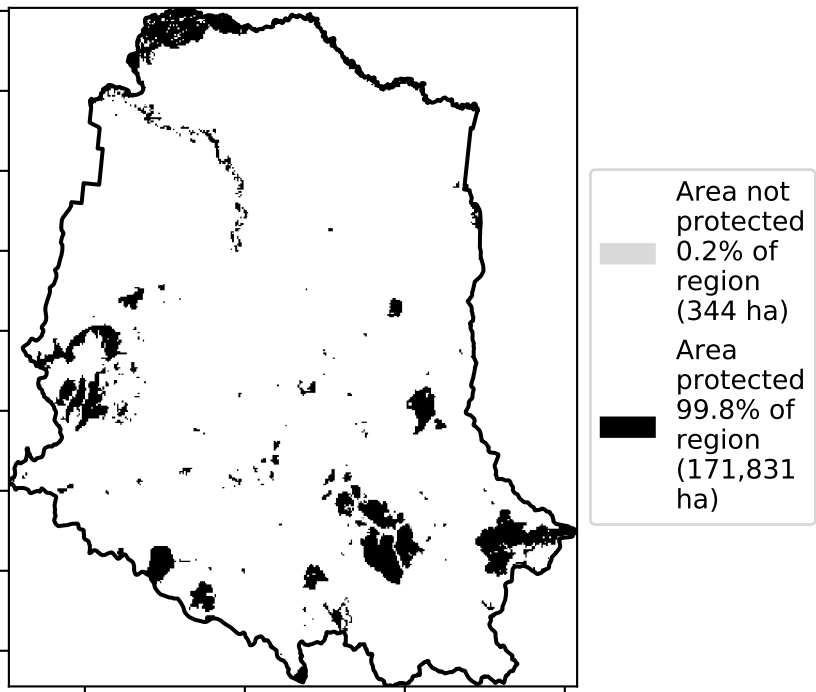 Area not
protected
0.2% of
region
(344 ha)
Area
protected
99.8% of
region
(171,831
ha)